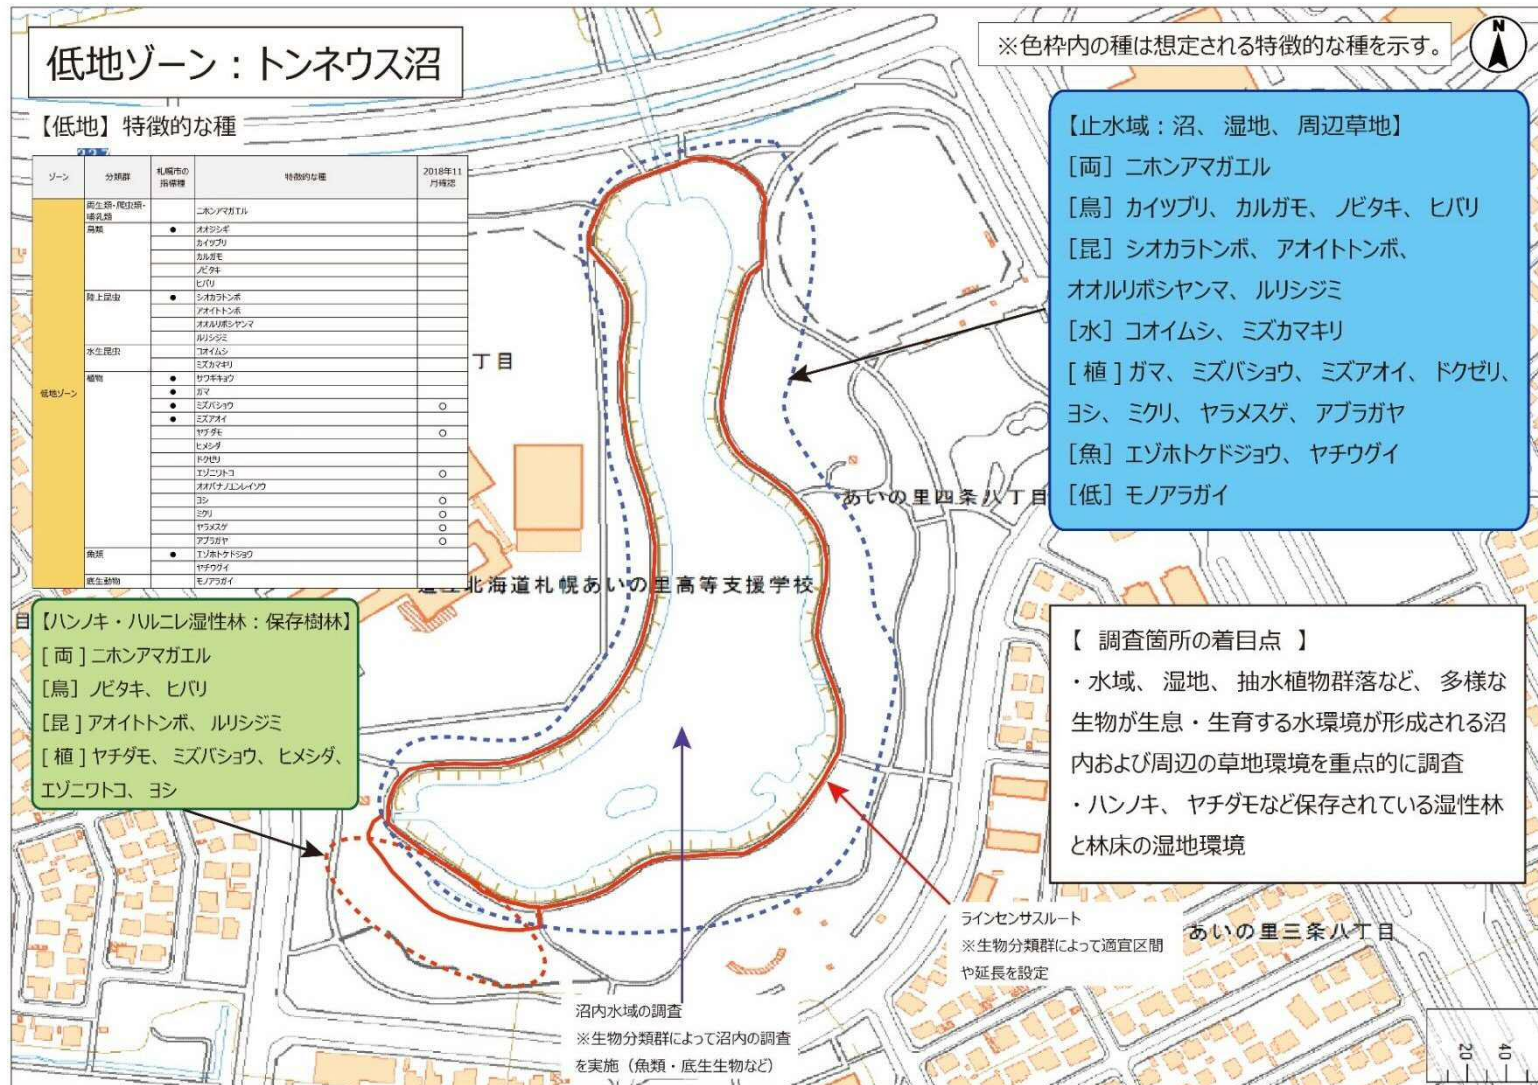 低地ゾーン：トンネウス沼
※色枠内の種は想定される特徴的な種を示す。
N
【低地】特徴的な種
ゾーン 分類群 札幌市の指標種 特徴的な種 2018年11月確認
低地ゾーン
両生類・爬虫類・哺乳類 ニホンアマガエル
鳥類 ● オオジシギ
カイツブリ
カルガモ
ノビタキ
ヒバリ
陸上昆虫 ● シオカラトンボ
アオイトトンボ
オオルリボシヤンマ
ルリシジミ
水生昆虫 コオイムシ
ミズカマキリ
植物 ● サワギキョウ
● ガマ
● ミズバショウ ○
● ミズアオイ
ヤチダモ ○
ヒメシダ
ドクゼリ
エゾニワトコ ○
オオバナノエンレイソウ
ヨシ ○
ミクリ ○
ヤラメスゲ ○
アブラガヤ ○
魚類 ● エゾホトケドジョウ
ヤチウグイ
底生動物 モノアラガイ
【止水域：沼、湿地、周辺草地】
［両］ニホンアマガエル
［鳥］カイツブリ、カルガモ、ノビタキ、ヒバリ
［昆］シオカラトンボ、アオイトトンボ、
オオルリボシヤンマ、ルリシジミ
［水］コオイムシ、ミズカマキリ
［植］ガマ、ミズバショウ、ミズアオイ、ドクゼリ、
ヨシ、ミクリ、ヤラメスゲ、アブラガヤ
［魚］エゾホトケドジョウ、ヤチウグイ
［低］モノアラガイ
丁目
あいの里四条八丁目
北海道札幌あいの里高等支援学校
目
【ハンノキ・ハルニレ湿性林：保存樹林】
［両］ニホンアマガエル
［鳥］ノビタキ、ヒバリ
［昆］アオイトトンボ、ルリシジミ
［植］ヤチダモ、ミズバショウ、ヒメシダ、
エゾニワトコ、ヨシ
【 調査箇所の着目点 】
・水域、湿地、抽水植物群落など、多様な
生物が生息・生育する水環境が形成される沼
内および周辺の草地環境を重点的に調査
・ハンノキ、ヤチダモなど保存されている湿性林
と林床の湿地環境
ラインセンサスルート
※生物分類群によって適宜区間
や延長を設定
あいの里三条八丁目
沼内水域の調査
※生物分類群によって沼内の調査
を実施（魚類・底生生物など）
20 40